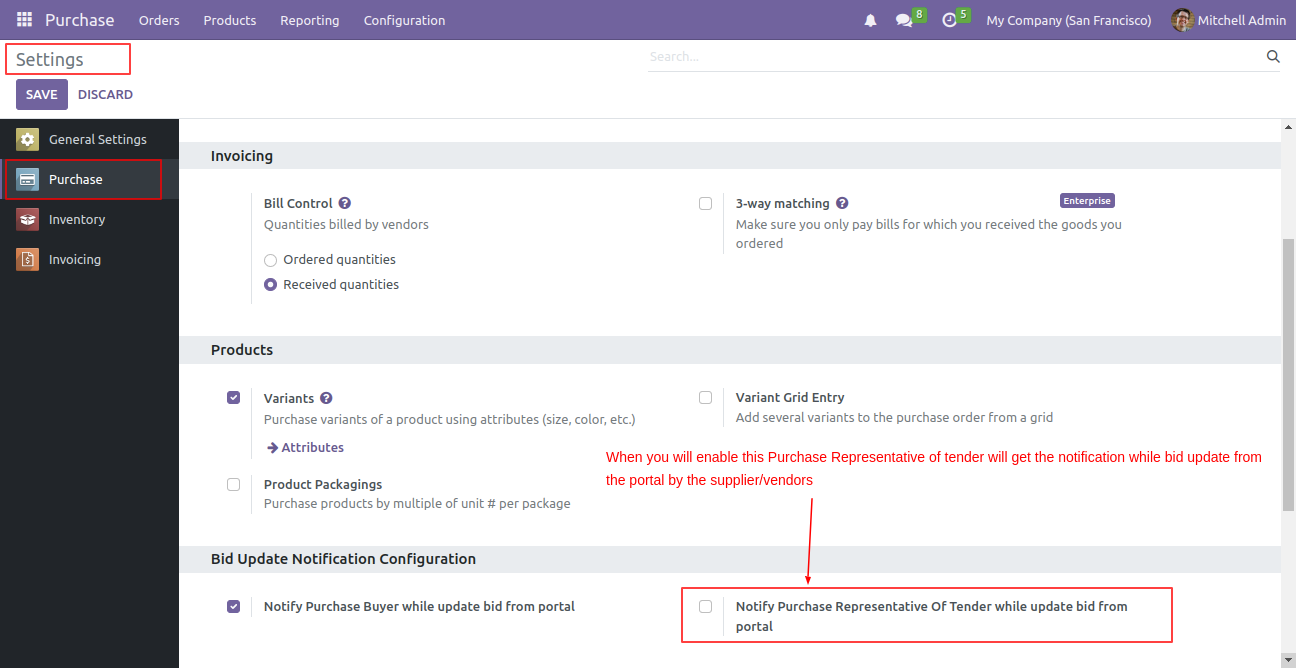 Purchase Orders Products Reporting Configuration 8 5 My Company (San Francisco) Mitchell Admin
Settings
Search...
SAVE DISCARD
General Settings
Purchase
Inventory
Invoicing
Invoicing
Bill Control ?
Quantities billed by vendors
Ordered quantities
Received quantities
3-way matching ? Enterprise
Make sure you only pay bills for which you received the goods you
ordered
Products
Variants ?
Purchase variants of a product using attributes (size, color, etc.)
Attributes
Variant Grid Entry
Add several variants to the purchase order from a grid
When you will enable this Purchase Representative of tender will get the notification while bid update from
the portal by the supplier/vendors
Product Packagings
Purchase products by multiple of unit # per package
Bid Update Notification Configuration
Notify Purchase Buyer while update bid from portal
Notify Purchase Representative Of Tender while update bid from
portal